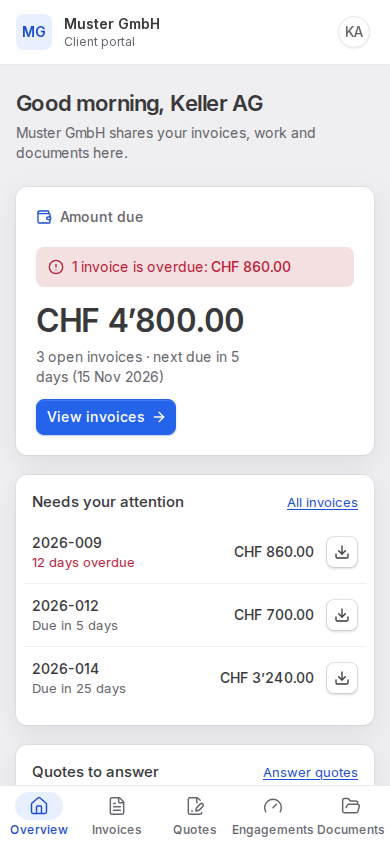 MG
Muster GmbH
Client portal
KA
Good morning, Keller AG
Muster GmbH shares your invoices, work and
documents here.
Amount due
1 invoice is overdue: CHF 860.00
CHF 4’800.00
3 open invoices · next due in 5
days (15 Nov 2026)
View invoices
Needs your attention
All invoices
2026-009
12 days overdue
CHF 860.00
2026-012
Due in 5 days
CHF 700.00
2026-014
Due in 25 days
CHF 3’240.00
Quotes to answer
Answer quotes
Overview
Invoices
Quotes
Engagements
Documents